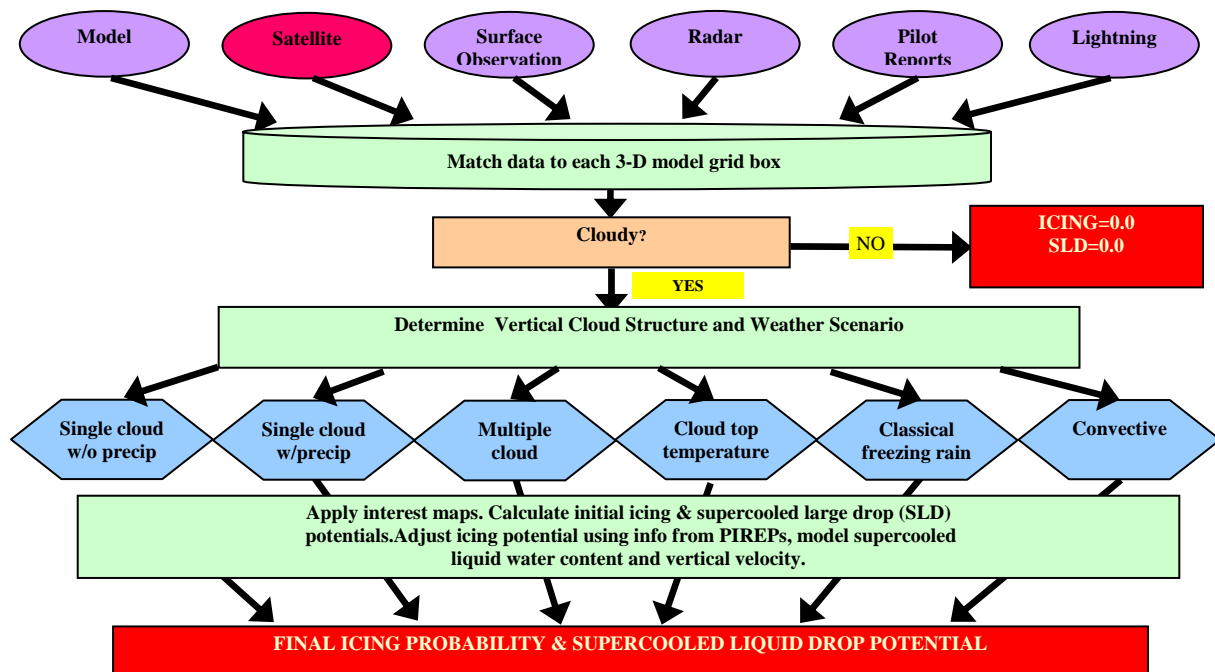 Model
Satellite
Surface
Observation
Radar
Pilot
Reports
Lightning
Match data to each 3-D model grid box
Cloudy?
NO
ICING=0.0
SLD=0.0
YES
Determine Vertical Cloud Structure and Weather Scenario
Single cloud
w/o precip
Single cloud
w/precip
Multiple
cloud
Cloud top
temperature
Classical
freezing rain
Convective
Apply interest maps. Calculate initial icing & supercooled large drop (SLD)
potentials.Adjust icing potential using info from PIREPs, model supercooled
liquid water content and vertical velocity.
FINAL ICING PROBABILITY & SUPERCOOLED LIQUID DROP POTENTIAL